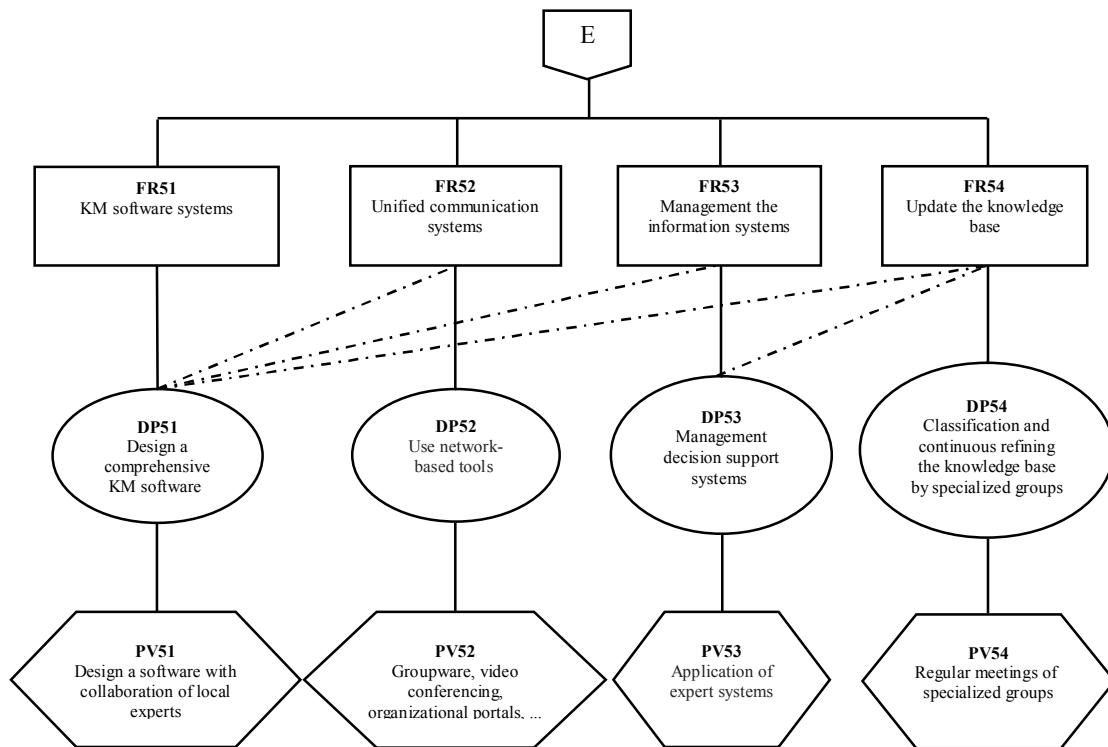 E
FR51
KM software systems
FR52
Unified communication
systems
FR53
Management the
information systems
FR54
Update the knowledge
base
DP51
Design a
comprehensive
KM software
DP52
Use network-
based tools
DP53
Management
decision support
systems
DP54
Classification and
continuous refining
the knowledge base
by specialized groups
PV51
Design a software with
collaboration of local
experts
PV52
Groupware, video
conferencing,
organizational portals, ...
PV53
Application of
expert systems
PV54
Regular meetings of
specialized groups